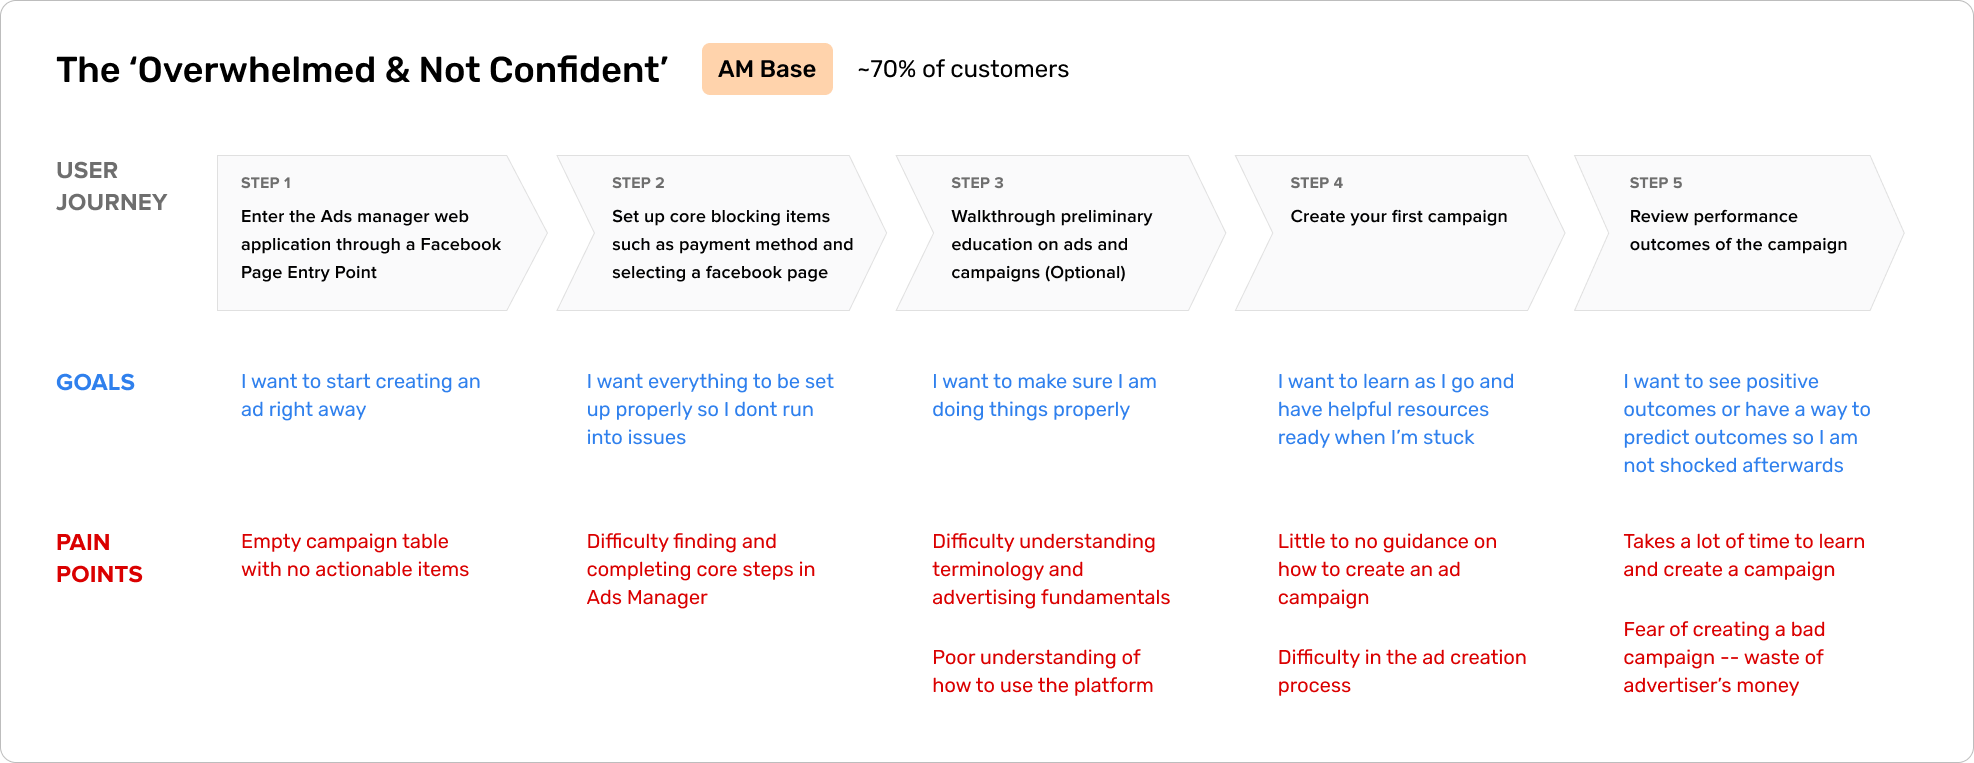 The ‘Overwhelmed & Not Confident’
AM Base
~70% of customers
USER
JOURNEY
STEP 1
Enter the Ads manager web
application through a Facebook
Page Entry Point
STEP 2
Set up core blocking items
such as payment method and
selecting a facebook page
STEP 3
Walkthrough preliminary
education on ads and
campaigns (Optional)
STEP 4
Create your first campaign
STEP 5
Review performance
outcomes of the campaign
GOALS
I want to start creating an
ad right away
I want everything to be set
up properly so I dont run
into issues
I want to make sure I am
doing things properly
I want to learn as I go and
have helpful resources
ready when I’m stuck
I want to see positive
outcomes or have a way to
predict outcomes so I am
not shocked afterwards
PAIN
POINTS
Empty campaign table
with no actionable items
Difficulty finding and
completing core steps in
Ads Manager
Difficulty understanding
terminology and
advertising fundamentals
Poor understanding of
how to use the platform
Little to no guidance on
how to create an ad
campaign
Difficulty in the ad creation
process
Takes a lot of time to learn
and create a campaign
Fear of creating a bad
campaign -- waste of
advertiser’s money